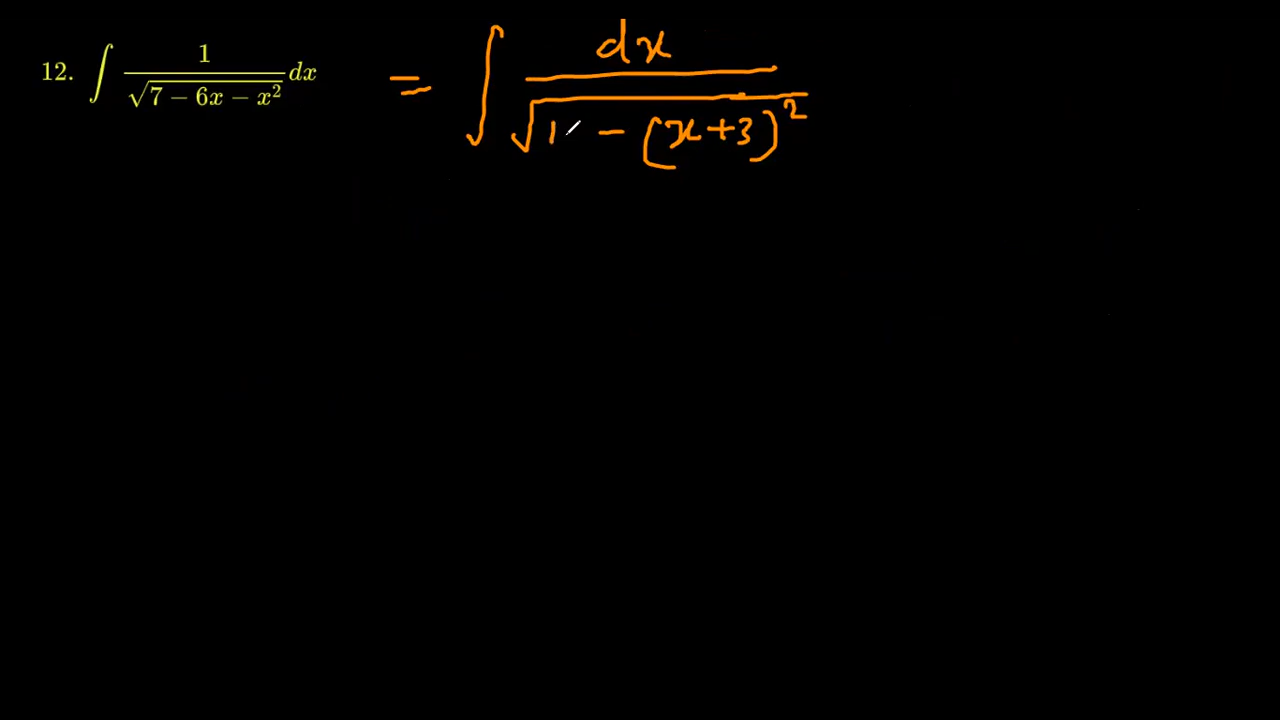 12. ∫ 1/√(7 − 6x − x²) dx = ∫ dx/√(1 − (x+3)²)